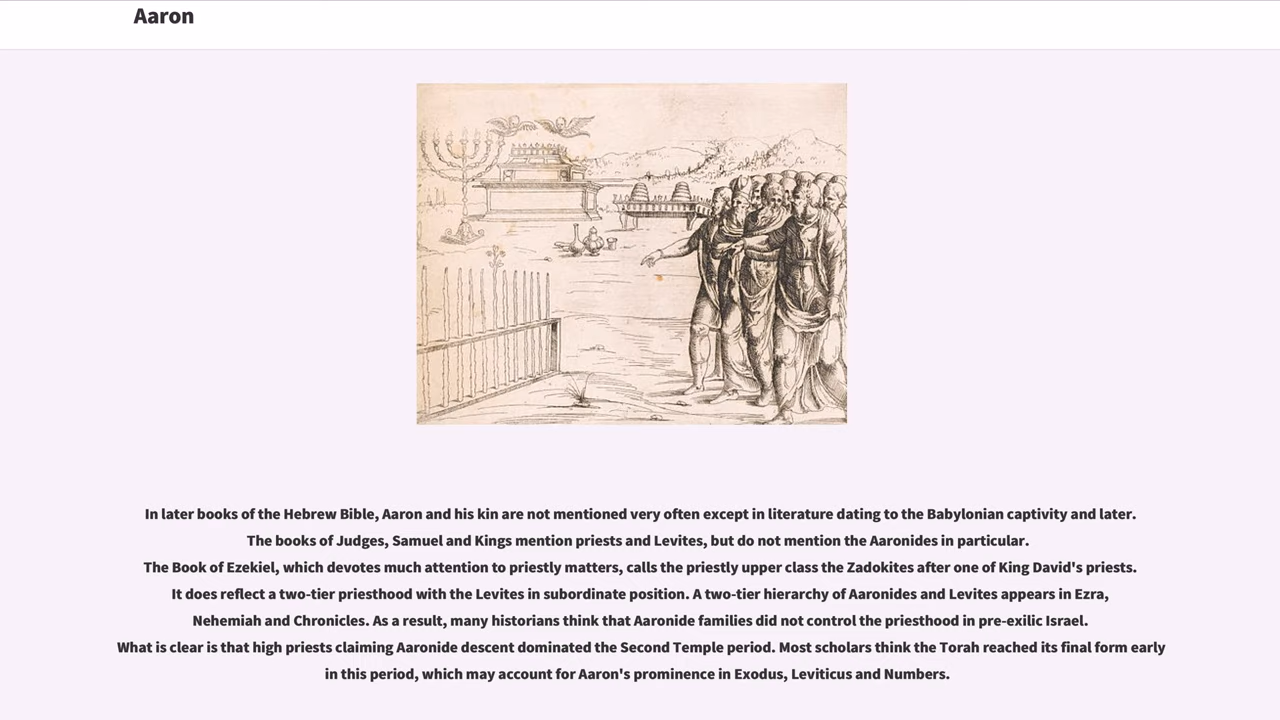 Aaron
In later books of the Hebrew Bible, Aaron and his kin are not mentioned very often except in literature dating to the Babylonian captivity and later.
The books of Judges, Samuel and Kings mention priests and Levites, but do not mention the Aaronides in particular.
The Book of Ezekiel, which devotes much attention to priestly matters, calls the priestly upper class the Zadokites after one of King David's priests.
It does reflect a two-tier priesthood with the Levites in subordinate position. A two-tier hierarchy of Aaronides and Levites appears in Ezra,
Nehemiah and Chronicles. As a result, many historians think that Aaronide families did not control the priesthood in pre-exilic Israel.
What is clear is that high priests claiming Aaronide descent dominated the Second Temple period. Most scholars think the Torah reached its final form early
in this period, which may account for Aaron's prominence in Exodus, Leviticus and Numbers.